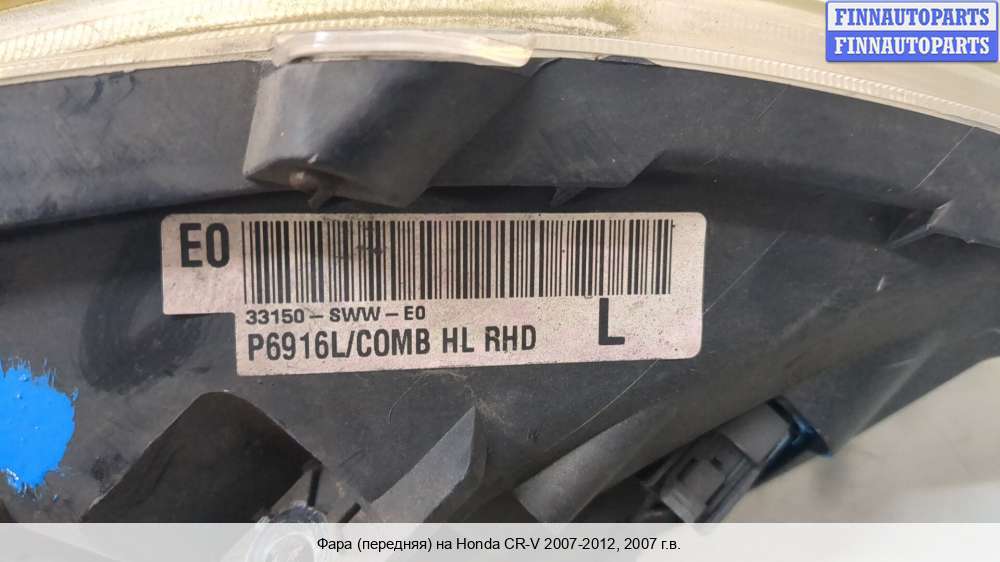 FINNAUTOPARTS
FINNAUTOPARTS
E0
33150-SWW-E0
P6916L/COMB HL RHD
L
Фара (передняя) на Honda CR-V 2007-2012, 2007 г.в.